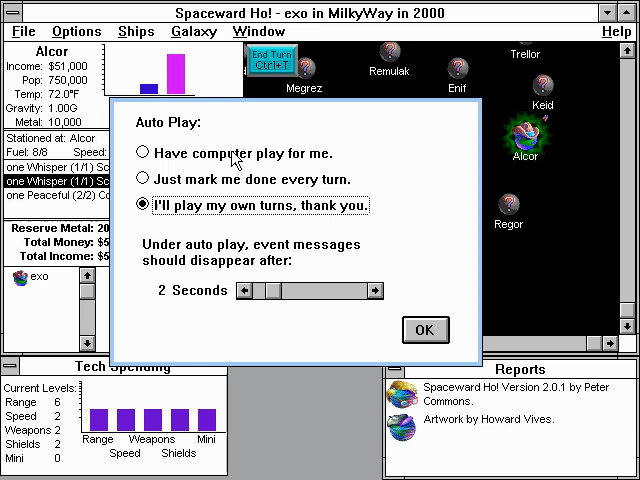 Spaceward Ho! - exo in MilkyWay in 2000
File Options Ships Galaxy Window Help
Alcor
Income: $51,000
Pop: 750,000
Temp: 72.0°F
Gravity: 1.00G
Metal: 10,000
Stationed at: Alcor
Fuel: 8/8 Speed:
one Whisper (1/1) Sc
one Whisper (1/1) Sc
one Peaceful (2/2) Co
Reserve Metal: 20
Total Money: $5
Total Income: $5
exo
End Turn
Ctrl+T
Megrez
Remulak
Enif
Trellor
Keid
Alcor
Regor
Auto Play:
Have computer play for me.
Just mark me done every turn.
I'll play my own turns, thank you.
Under auto play, event messages
should disappear after:
2 Seconds
OK
Tech Spending
Current Levels:
Range 6
Speed 2
Weapons 2
Shields 2
Mini 0
Range Weapons Mini
Speed Shields
Reports
Spaceward Ho! Version 2.0.1 by Peter
Commons.
Artwork by Howard Vives.